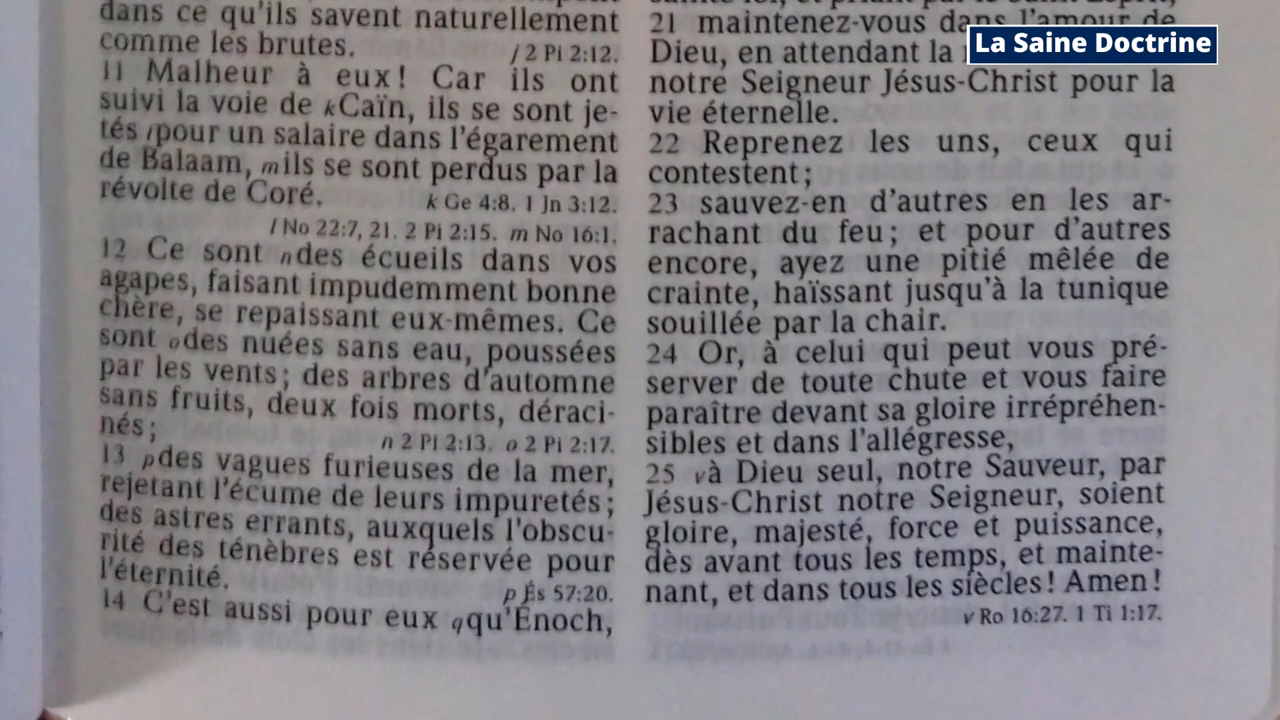 La Saine Doctrine
dans ce qu'ils savent naturellement
comme les brutes. j 2 Pi 2:12.
11 Malheur à eux! Car ils ont
suivi la voie de kCaïn, ils se sont je-
tés lpour un salaire dans l'égarement
de Balaam, mils se sont perdus par la
révolte de Coré. k Ge 4:8. 1 Jn 3:12.
l No 22:7, 21. 2 Pi 2:15. m No 16:1.
12 Ce sont ndes écueils dans vos
agapes, faisant impudemment bonne
chère, se repaissant eux-mêmes. Ce
sont odes nuées sans eau, poussées
par les vents; des arbres d'automne
sans fruits, deux fois morts, déraci-
nés; n 2 Pi 2:13. o 2 Pi 2:17.
13 pdes vagues furieuses de la mer,
rejetant l'écume de leurs impuretés;
des astres errants, auxquels l'obscu-
rité des ténèbres est réservée pour
l'éternité. p És 57:20.
14 C'est aussi pour eux qqu'Énoch,
21 maintenez-vous dans l'amour de
Dieu, en attendant la
notre Seigneur Jésus-Christ pour la
vie éternelle.
22 Reprenez les uns, ceux qui
contestent;
23 sauvez-en d'autres en les ar-
rachant du feu; et pour d'autres
encore, ayez une pitié mêlée de
crainte, haïssant jusqu'à la tunique
souillée par la chair.
24 Or, à celui qui peut vous pré-
server de toute chute et vous faire
paraître devant sa gloire irrépréhen-
sibles et dans l'allégresse,
25 và Dieu seul, notre Sauveur, par
Jésus-Christ notre Seigneur, soient
gloire, majesté, force et puissance,
dès avant tous les temps, et mainte-
nant, et dans tous les siècles! Amen!
v Ro 16:27. 1 Ti 1:17.